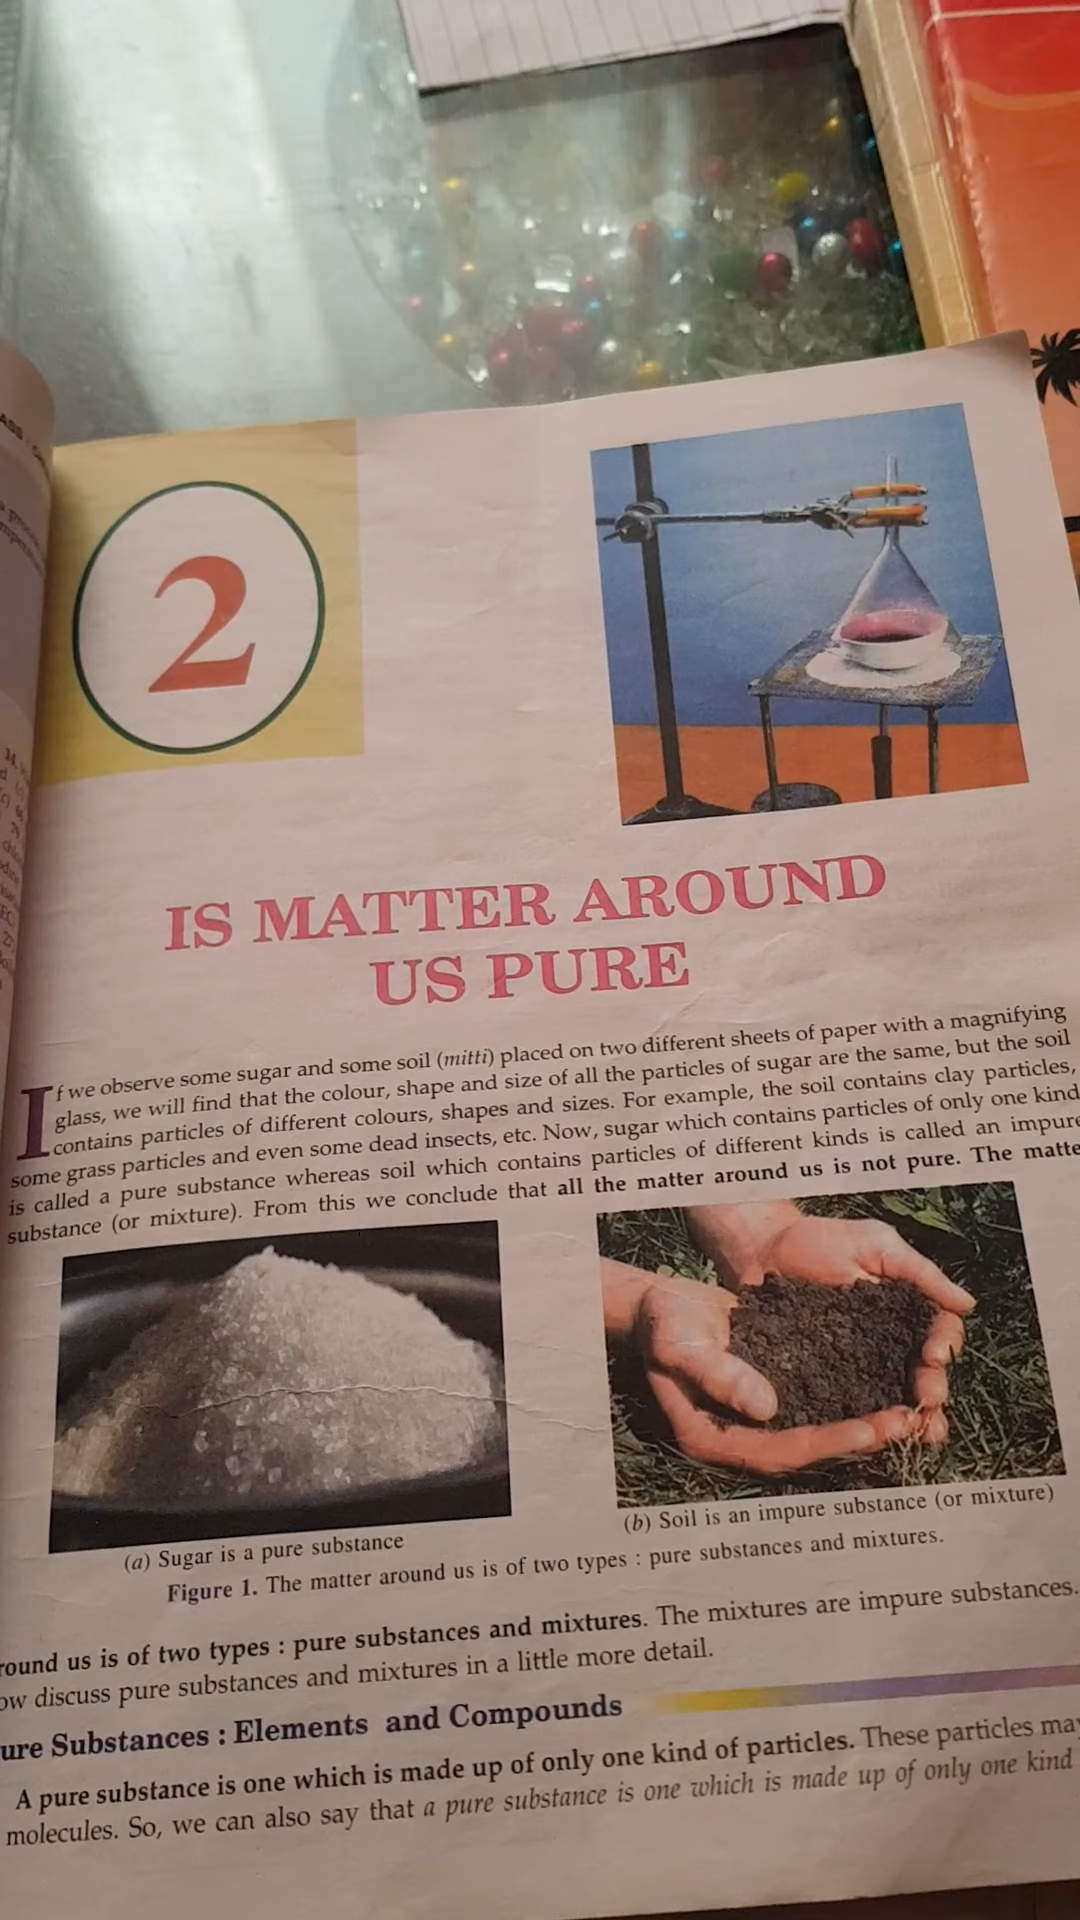 2
IS MATTER AROUND
US PURE
If we observe some sugar and some soil (mitti) placed on two different sheets of paper with a magnifying
glass, we will find that the colour, shape and size of all the particles of sugar are the same, but the soil
contains particles of different colours, shapes and sizes. For example, the soil contains clay particles,
some grass particles and even some dead insects, etc. Now, sugar which contains particles of only one kind
is called a pure substance whereas soil which contains particles of different kinds is called an impure
substance (or mixture). From this we conclude that all the matter around us is not pure. The matte
(a) Sugar is a pure substance
(b) Soil is an impure substance (or mixture)
Figure 1. The matter around us is of two types : pure substances and mixtures.
round us is of two types : pure substances and mixtures. The mixtures are impure substances.
ow discuss pure substances and mixtures in a little more detail.
ure Substances : Elements and Compounds
A pure substance is one which is made up of only one kind of particles. These particles may
molecules. So, we can also say that a pure substance is one which is made up of only one kind